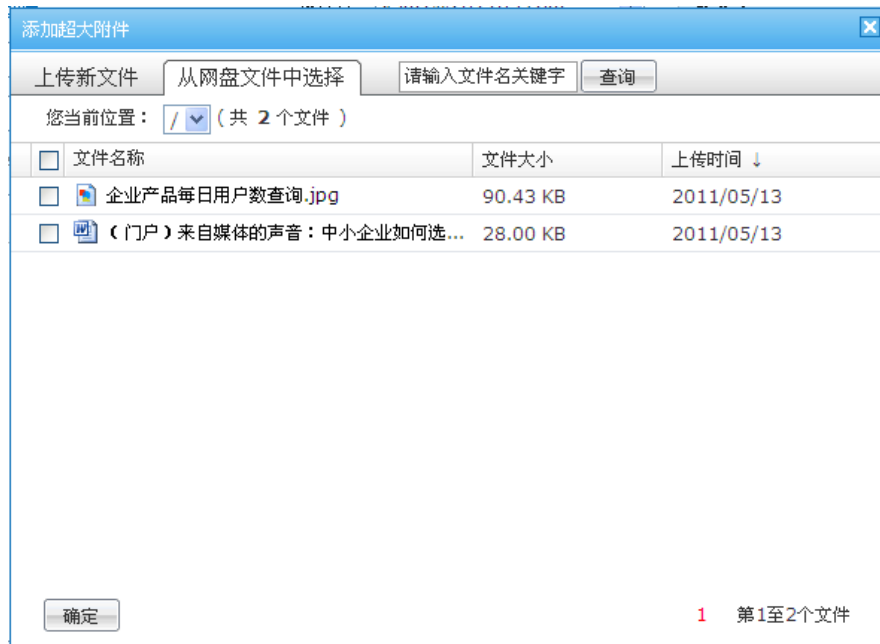 添加超大附件
上传新文件 从网盘文件中选择 请输入文件名关键字 查询
您当前位置： / （共 2 个文件 ）
文件名称 文件大小 上传时间 ↓
企业产品每日用户数查询.jpg 90.43 KB 2011/05/13
（门户）来自媒体的声音：中小企业如何选... 28.00 KB 2011/05/13
确定 1 第1至2个文件